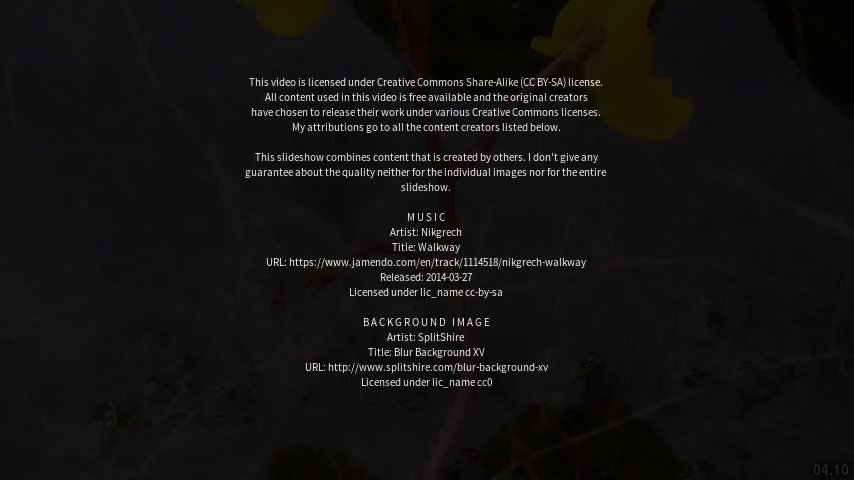 This video is licensed under Creative Commons Share-Alike (CC BY-SA) license.
All content used in this video is free available and the original creators
have chosen to release their work under various Creative Commons licenses.
My attributions go to all the content creators listed below.
This slideshow combines content that is created by others. I don't give any
guarantee about the quality neither for the individual images nor for the entire
slideshow.
MUSIC
Artist: Nikgrech
Title: Walkway
URL: https://www.jamendo.com/en/track/1114518/nikgrech-walkway
Released: 2014-03-27
Licensed under lic_name cc-by-sa
BACKGROUND IMAGE
Artist: SplitShire
Title: Blur Background XV
URL: http://www.splitshire.com/blur-background-xv
Licensed under lic_name cc0
04.10